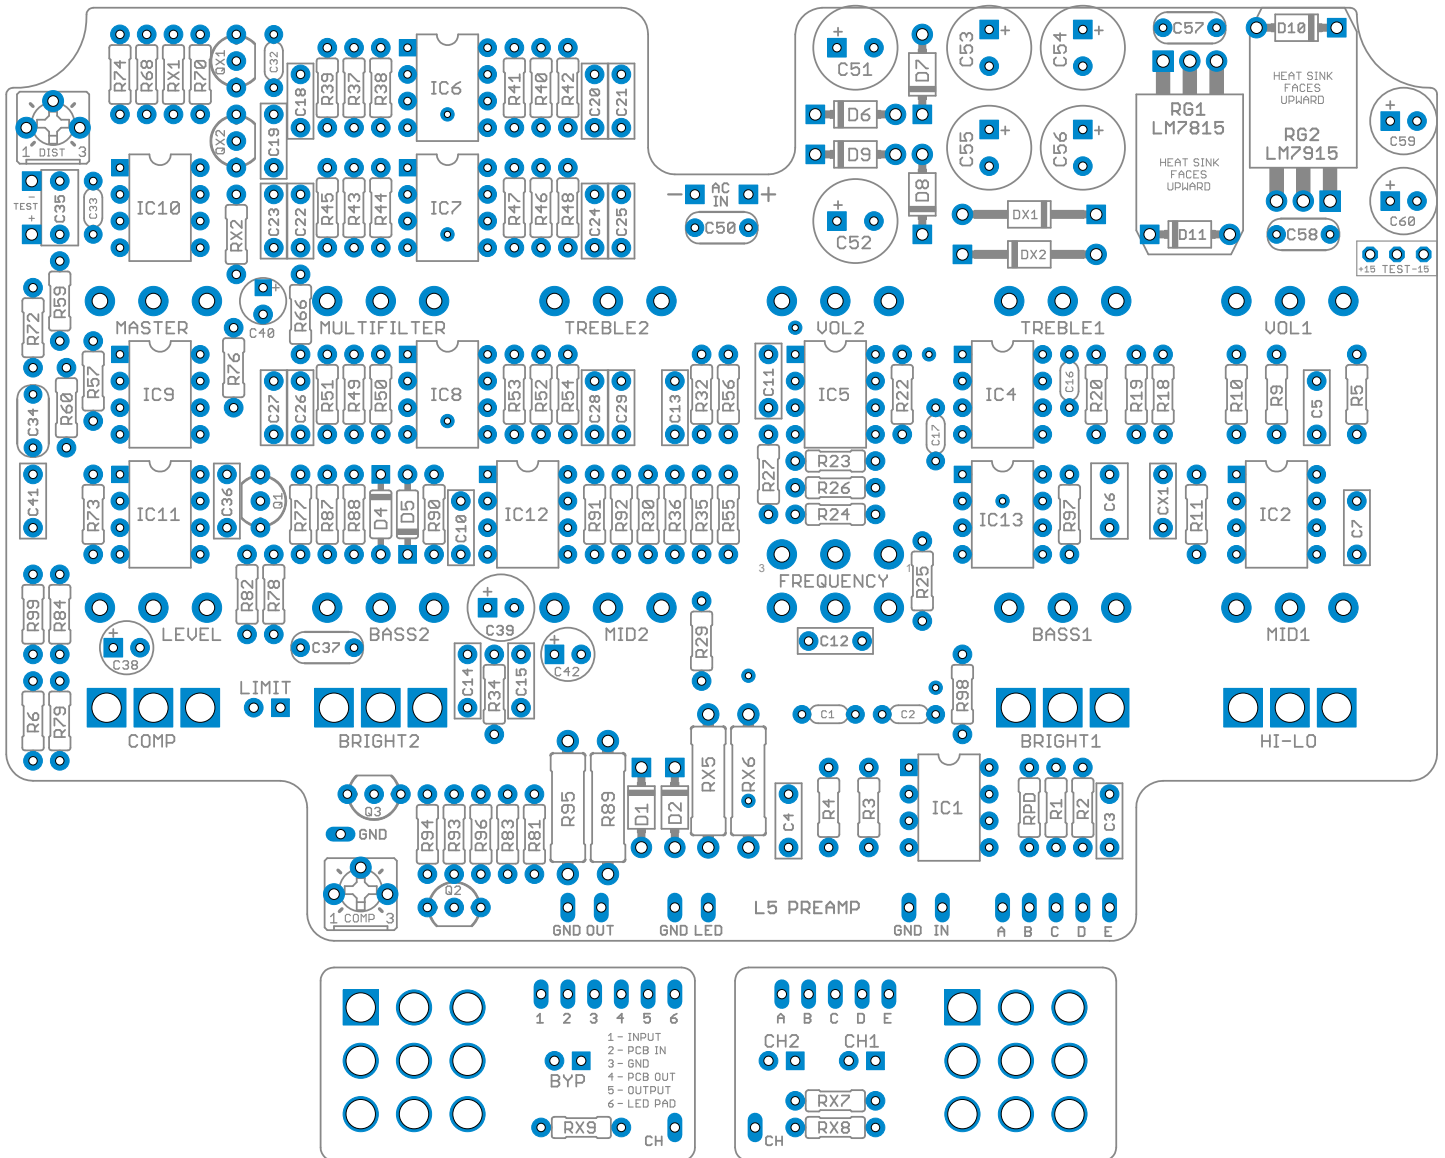 R74
R68
RX1
R70
QX1
C32
C18
R39
R37
R38
IC6
R41
R40
R42
C20
C21
+
C51
D7
C53
+
C54
+
C57
D10
HEAT SINK
FACES
UPWARD
RG1
LM7815
RG2
LM7915
D6
1 DIST 3
QX2
C19
D9
C55
+
C56
+
+
C59
HEAT SINK
FACES
UPWARD
-
TEST
+
C35
C33
IC10
RX2
C23
C22
R45
R43
R44
IC7
R47
R46
R48
C24
C25
-
AC
IN
+
C50
+
C52
D8
DX1
DX2
D11
C58
+
C60
+15 TEST-15
R72
R59
+
C40
R66
MASTER
MULTIFILTER
TREBLE2
VOL2
TREBLE1
VOL1
R76
C34
R60
R57
IC9
C27
C26
R51
R49
R50
IC8
R53
R52
R54
C28
C29
C13
R32
R56
C11
IC5
R22
C17
IC4
C16
R20
R19
R18
R10
R9
C5
R5
C41
R73
IC11
C36
Q1
R77
R87
R88
D4
D5
R90
C10
IC12
R91
R92
R30
R36
R35
R55
R27
R23
R26
R24
IC13
R97
C6
CX1
R11
IC2
C7
3
FREQUENCY
1
R25
R99
R84
R82
R78
+
C39
LEVEL
BASS2
MID2
R29
C12
BASS1
MID1
+
C38
C37
C14
R34
C15
+
C42
R98
R6
R79
LIMIT
C1
C2
COMP
BRIGHT2
BRIGHT1
HI-LO
Q3
GND
R94
R93
R96
R83
R81
R95
R89
D1
D2
RX5
RX6
C4
R4
R3
IC1
RPD
R1
R2
C3
1 COMP 3
Q2
L5 PREAMP
GND OUT
GND LED
GND IN
A B C D E
1 2 3 4 5 6
1 - INPUT
2 - PCB IN
3 - GND
4 - PCB OUT
5 - OUTPUT
6 - LED PAD
BYP
RX9
CH
A B C D E
CH2
CH1
RX7
RX8
CH